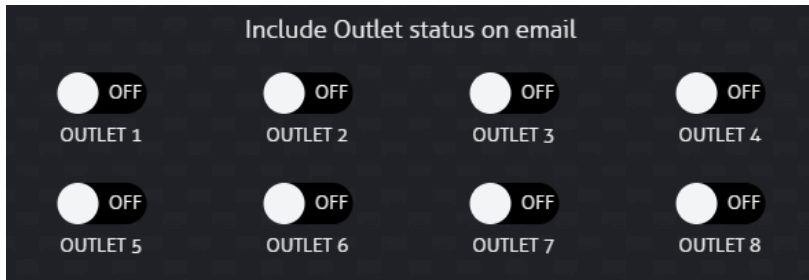 Include Outlet status on email
OFF OFF OFF OFF
OUTLET 1 OUTLET 2 OUTLET 3 OUTLET 4
OFF OFF OFF OFF
OUTLET 5 OUTLET 6 OUTLET 7 OUTLET 8